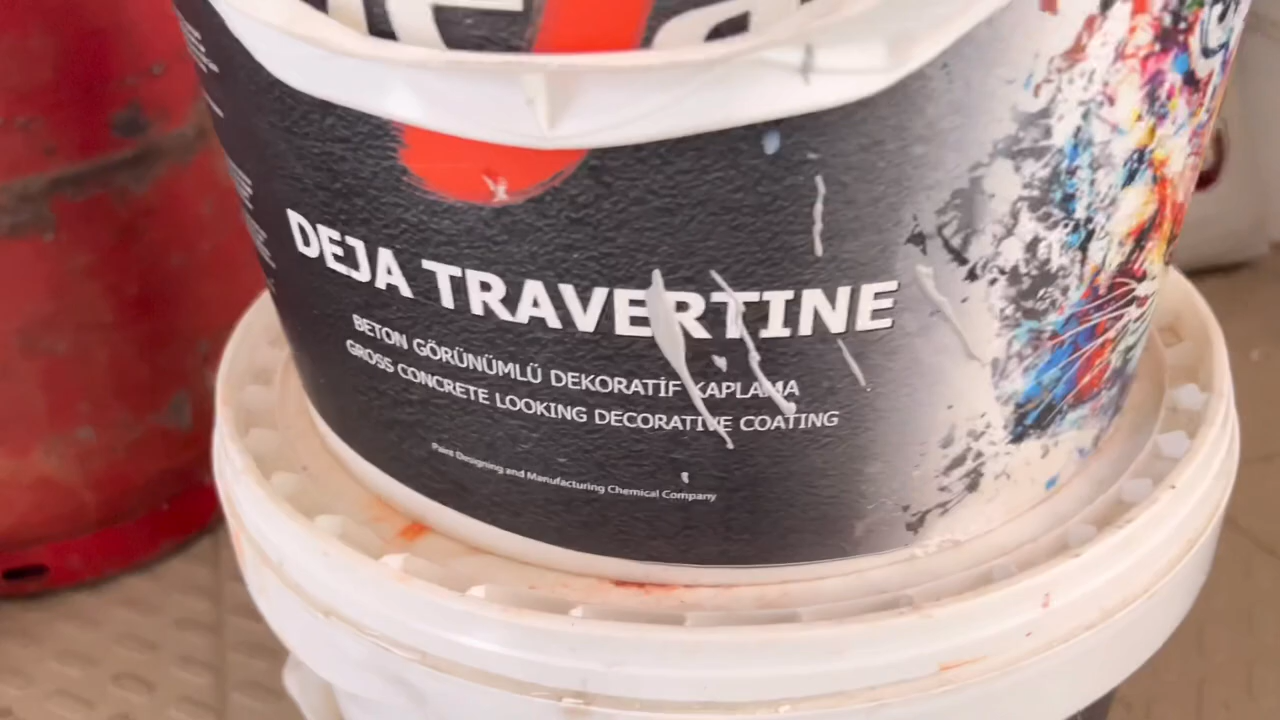 DEJA TRAVERTINE
BETON GÖRÜNÜMLÜ DEKORATİF KAPLAMA
GROSS CONCRETE LOOKING DECORATIVE COATING
Paint Designing and Manufacturing Chemical Company